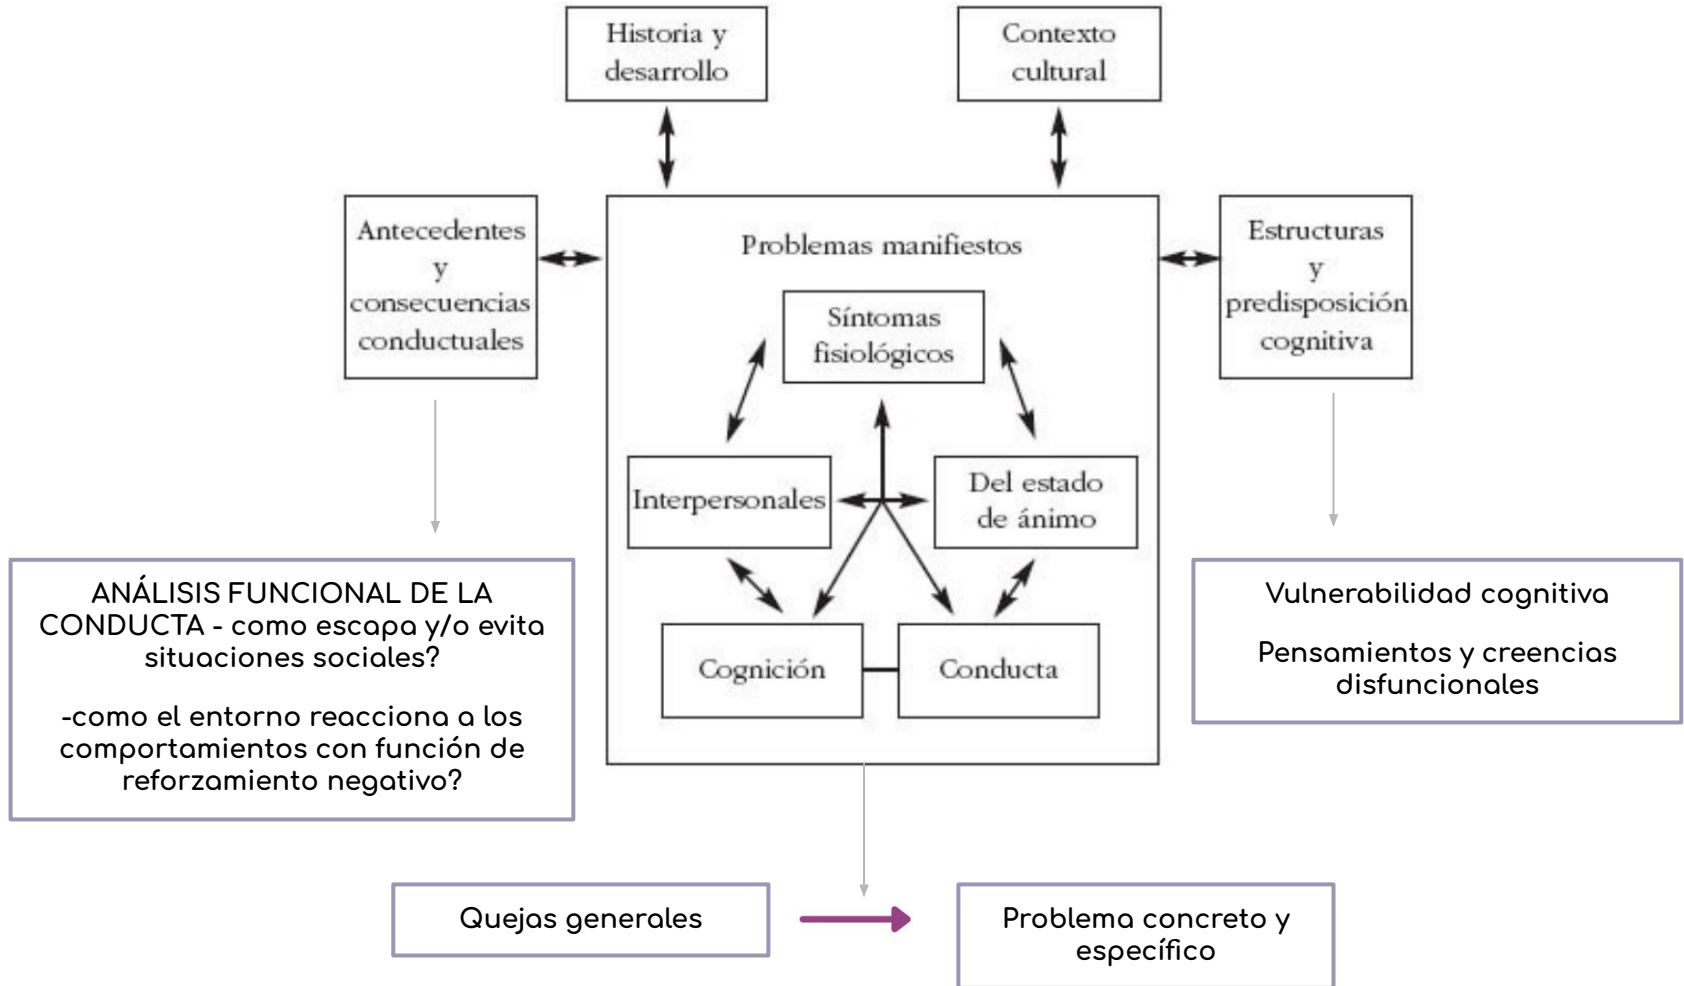 Historia y
desarrollo
Contexto
cultural
Antecedentes
y
consecuencias
conductuales
Problemas manifiestos
Estructuras
y
predisposición
cognitiva
Síntomas
fisiológicos
Interpersonales
Del estado
de ánimo
Cognición
Conducta
ANÁLISIS FUNCIONAL DE LA
CONDUCTA - como escapa y/o evita
situaciones sociales?
-como el entorno reacciona a los
comportamientos con función de
reforzamiento negativo?
Vulnerabilidad cognitiva
Pensamientos y creencias
disfuncionales
Quejas generales
Problema concreto y
específico